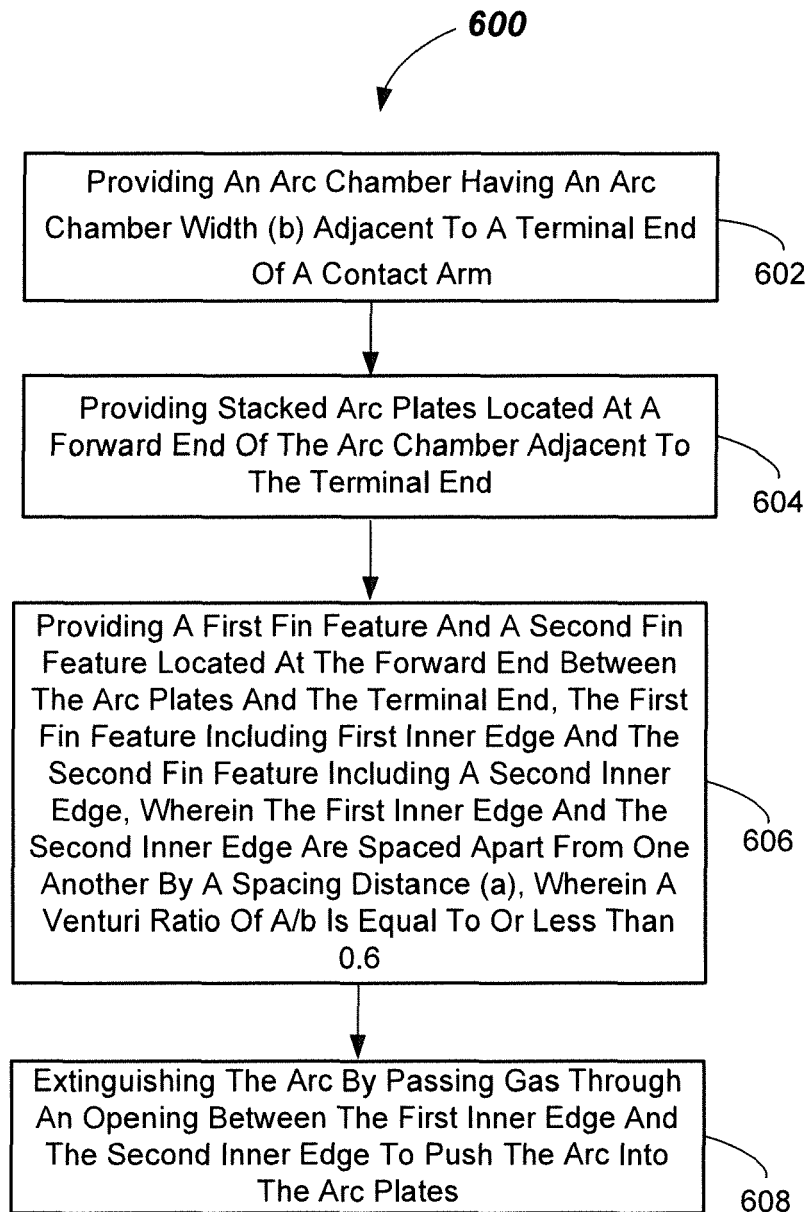 600
Providing An Arc Chamber Having An Arc
Chamber Width (b) Adjacent To A Terminal End
Of A Contact Arm
602
Providing Stacked Arc Plates Located At A
Forward End Of The Arc Chamber Adjacent To
The Terminal End
604
Providing A First Fin Feature And A Second Fin
Feature Located At The Forward End Between
The Arc Plates And The Terminal End, The First
Fin Feature Including First Inner Edge And The
Second Fin Feature Including A Second Inner
Edge, Wherein The First Inner Edge And The
Second Inner Edge Are Spaced Apart From One
Another By A Spacing Distance (a), Wherein A
Venturi Ratio Of A/b Is Equal To Or Less Than
0.6
606
Extinguishing The Arc By Passing Gas Through
An Opening Between The First Inner Edge And
The Second Inner Edge To Push The Arc Into
The Arc Plates
608